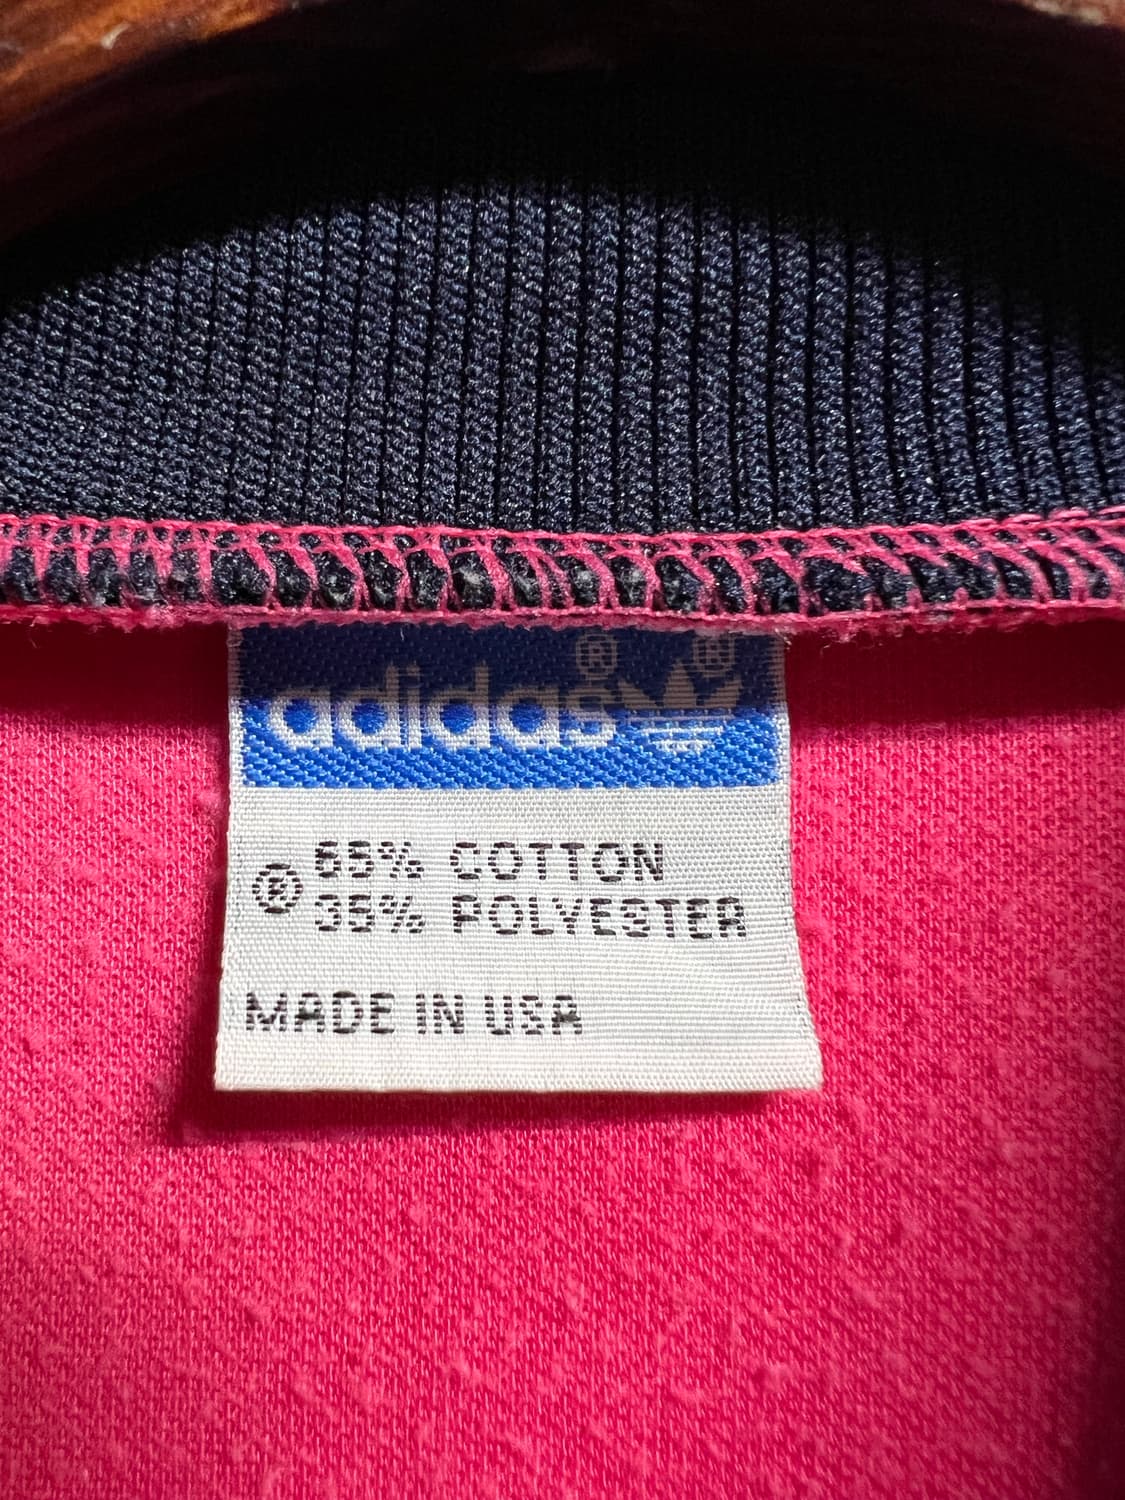 adidas® ®
® 65% COTTON
35% POLYESTER
MADE IN USA